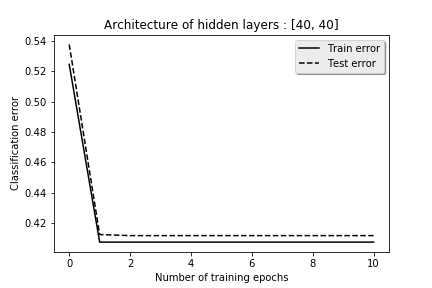 Architecture of hidden layers : [40, 40]
Train error
Test error
Classification error
0.54
0.52
0.50
0.48
0.46
0.44
0.42
0 2 4 6 8 10
Number of training epochs